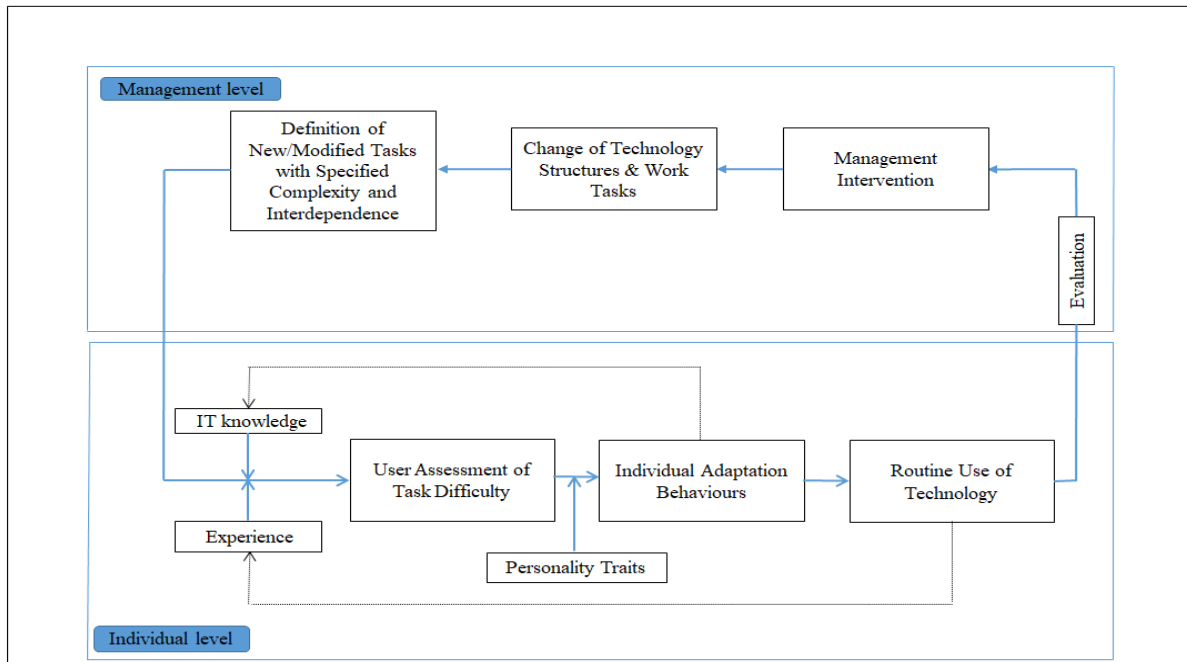 Management level
Definition of
New/Modified Tasks
with Specified
Complexity and
Interdependence
Change of Technology
Structures & Work
Tasks
Management
Intervention
Evaluation
IT knowledge
User Assessment of
Task Difficulty
Individual Adaptation
Behaviours
Routine Use of
Technology
Experience
Personality Traits
Individual level